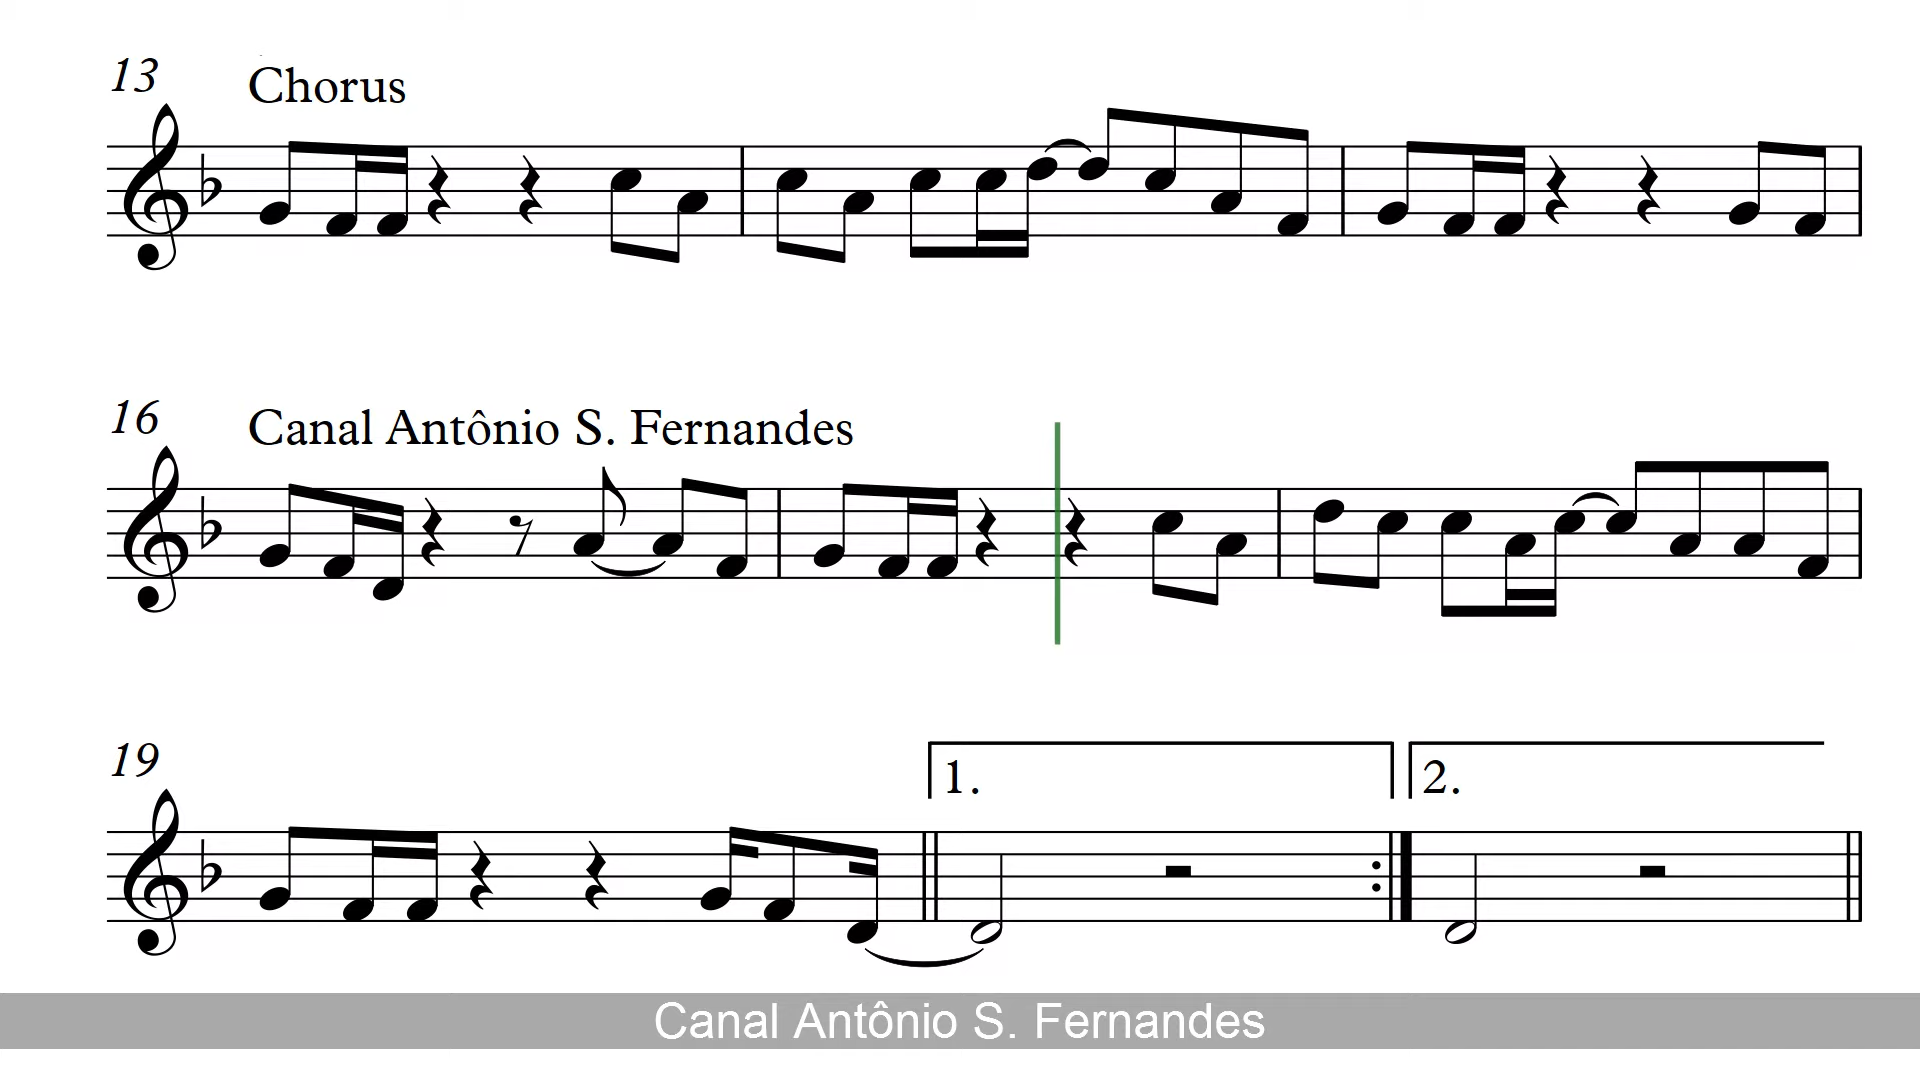 13
Chorus
16
Canal Antônio S. Fernandes
19
1.
2.
Canal Antônio S. Fernandes